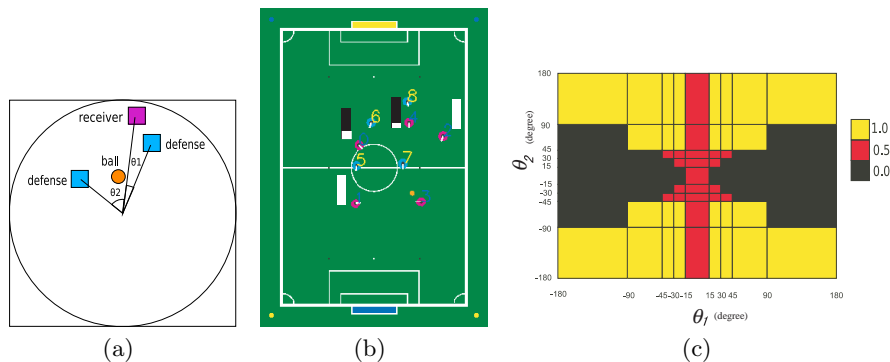 receiver
defense
ball
θ1
defense
θ2
(a)
8
6
5
7
(b)
180
90
45
30
15
-15
-30
-45
-90
-180
θ2 (degree)
-180
-90
-45
-30
-15
15
30
45
90
180
θ1 (degree)
1.0
0.5
0.0
(c)